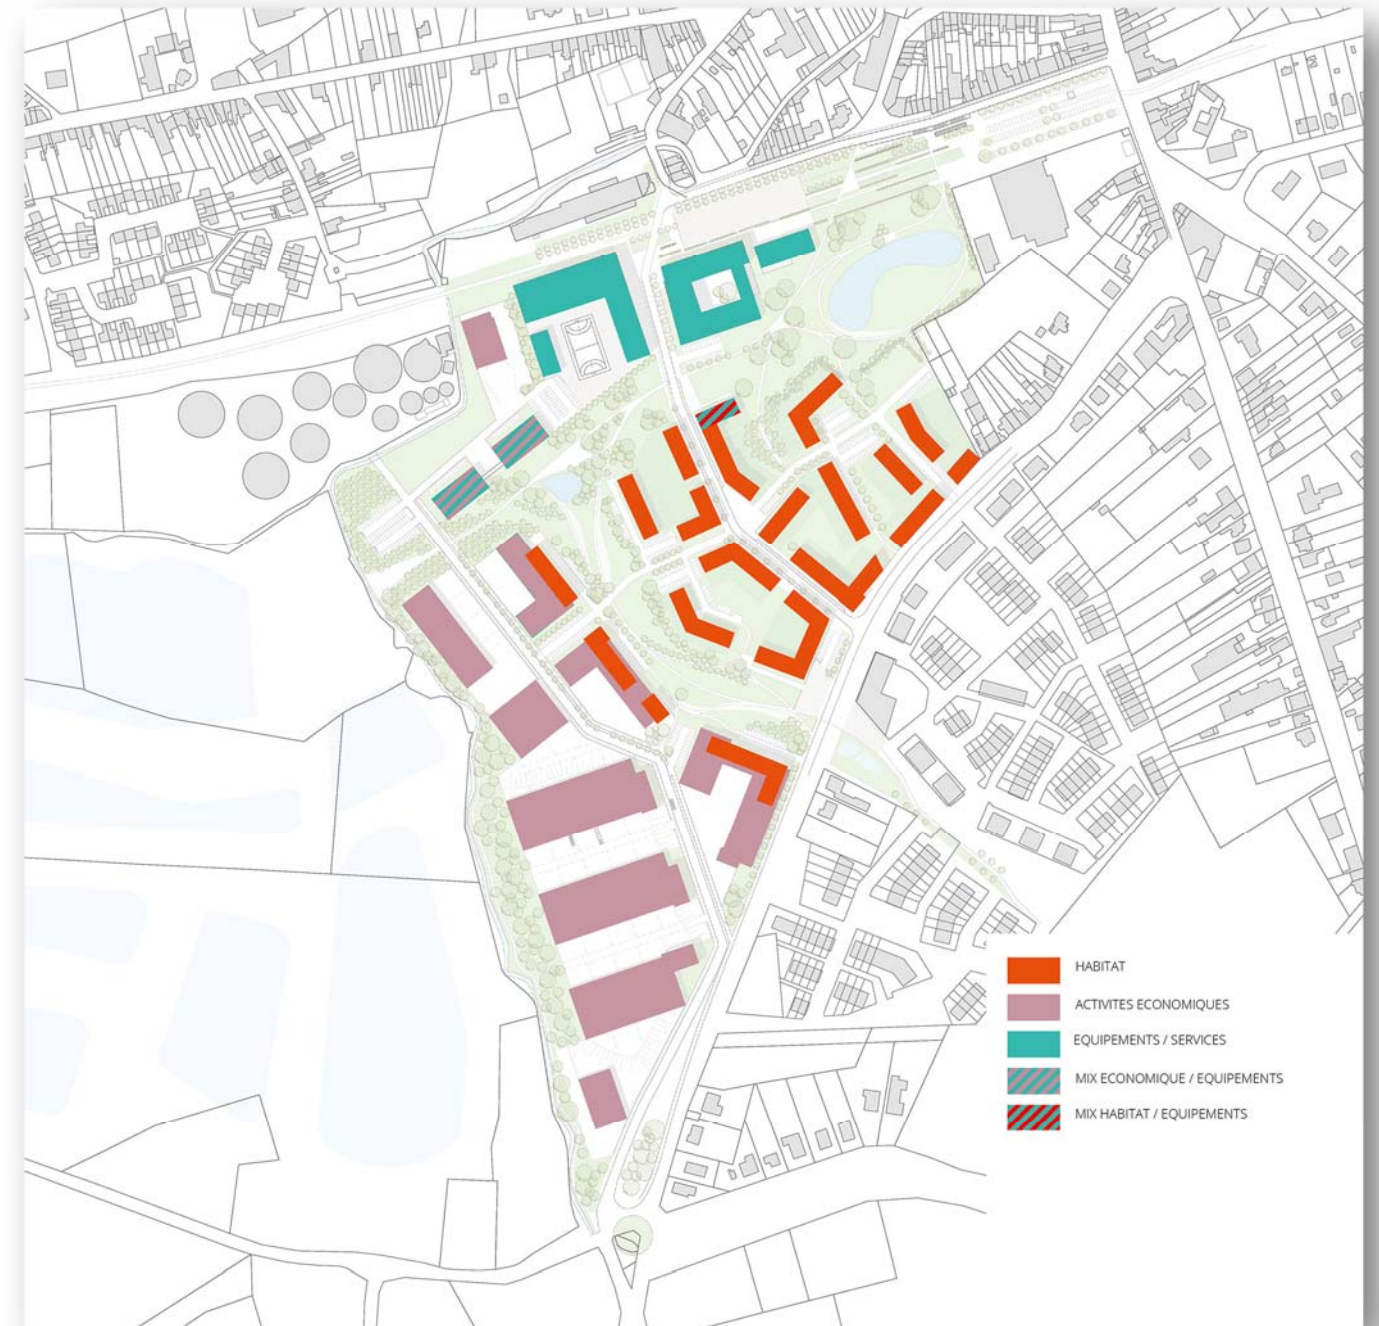 HABITAT
ACTIVITES ECONOMIQUES
EQUIPEMENTS / SERVICES
MIX ECONOMIQUE / EQUIPEMENTS
MIX HABITAT / EQUIPEMENTS